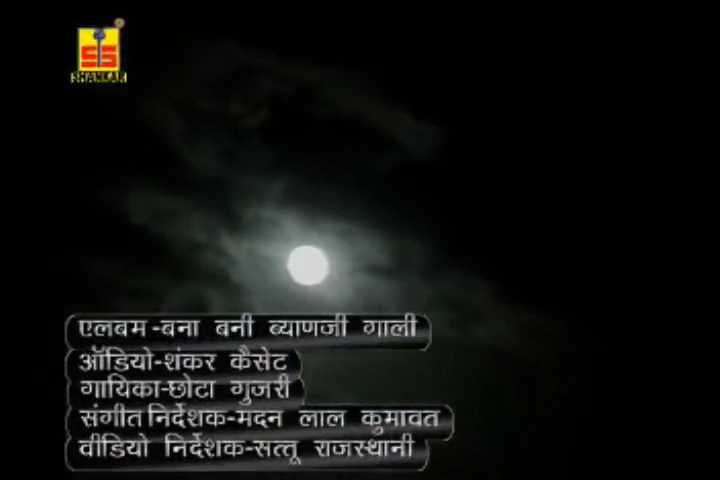 SHANKAR
एलबम -बना बनी ब्याणजी गाली
ऑडियो-शंकर कैसेट
गायिका-छोटा गुजरी
संगीत निर्देशक-मदन लाल कुमावत
वीडियो निर्देशक-सत्तू राजस्थानी